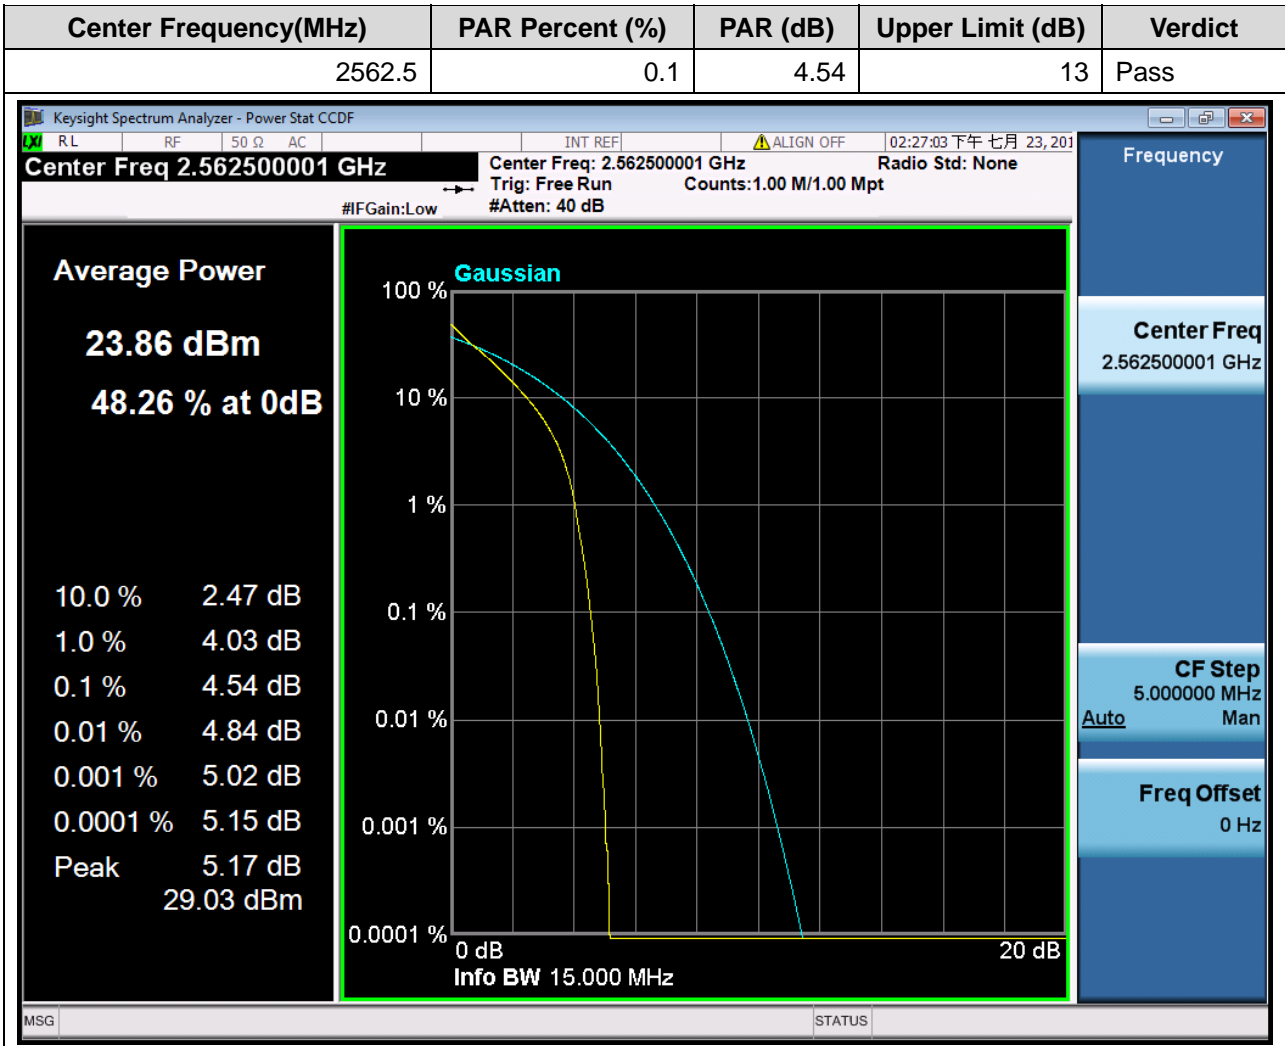 Center Frequency(MHz) PAR Percent (%) PAR (dB) Upper Limit (dB) Verdict
2562.5 0.1 4.54 13 Pass
Keysight Spectrum Analyzer - Power Stat CCDF
LXI RL RF 50 Ω AC INT REF ALIGN OFF 02:27:03 下午 七月 23, 201
Center Freq 2.562500001 GHz
Center Freq: 2.562500001 GHz Radio Std: None
Trig: Free Run Counts:1.00 M/1.00 Mpt
#IFGain:Low #Atten: 40 dB
Frequency
Average Power
23.86 dBm
48.26 % at 0dB
10.0 % 2.47 dB
1.0 % 4.03 dB
0.1 % 4.54 dB
0.01 % 4.84 dB
0.001 % 5.02 dB
0.0001 % 5.15 dB
Peak 5.17 dB
29.03 dBm
Gaussian
100 %
10 %
1 %
0.1 %
0.01 %
0.001 %
0.0001 %
0 dB 20 dB
Info BW 15.000 MHz
Center Freq
2.562500001 GHz
CF Step
5.000000 MHz
Auto Man
Freq Offset
0 Hz
MSG STATUS